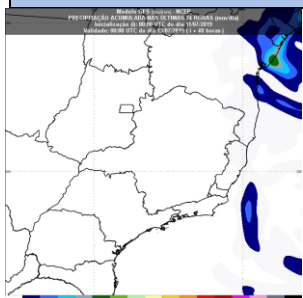 Modelo GFS - NCEP
PRECIPITAÇÃO ACUMULADA NAS ÚLTIMAS 24 HORAS (mm/dia)
Inicialização (i): 00:00 UTC do dia 11/07/2019
Validade: 00:00 UTC do dia 13/07/2019 ( i + 48 horas )